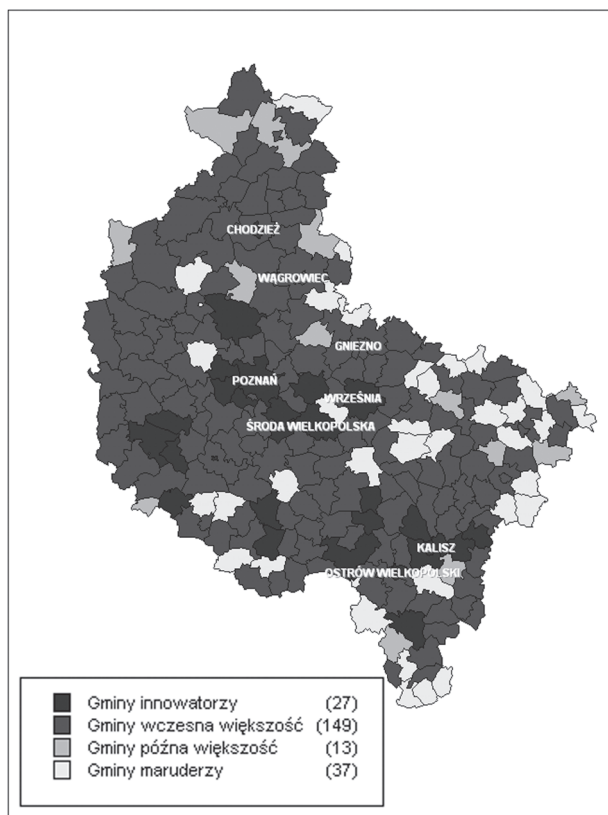 CHODZIEŻ
WĄGROWIEC
GNIEZNO
POZNAŃ
WRZEŚNIA
ŚRODA WIELKOPOLSKA
KALISZ
OSTRÓW WIELKOPOLSKI
Gminy innowatorzy (27)
Gminy wczesna większość (149)
Gminy późna większość (13)
Gminy maruderzy (37)